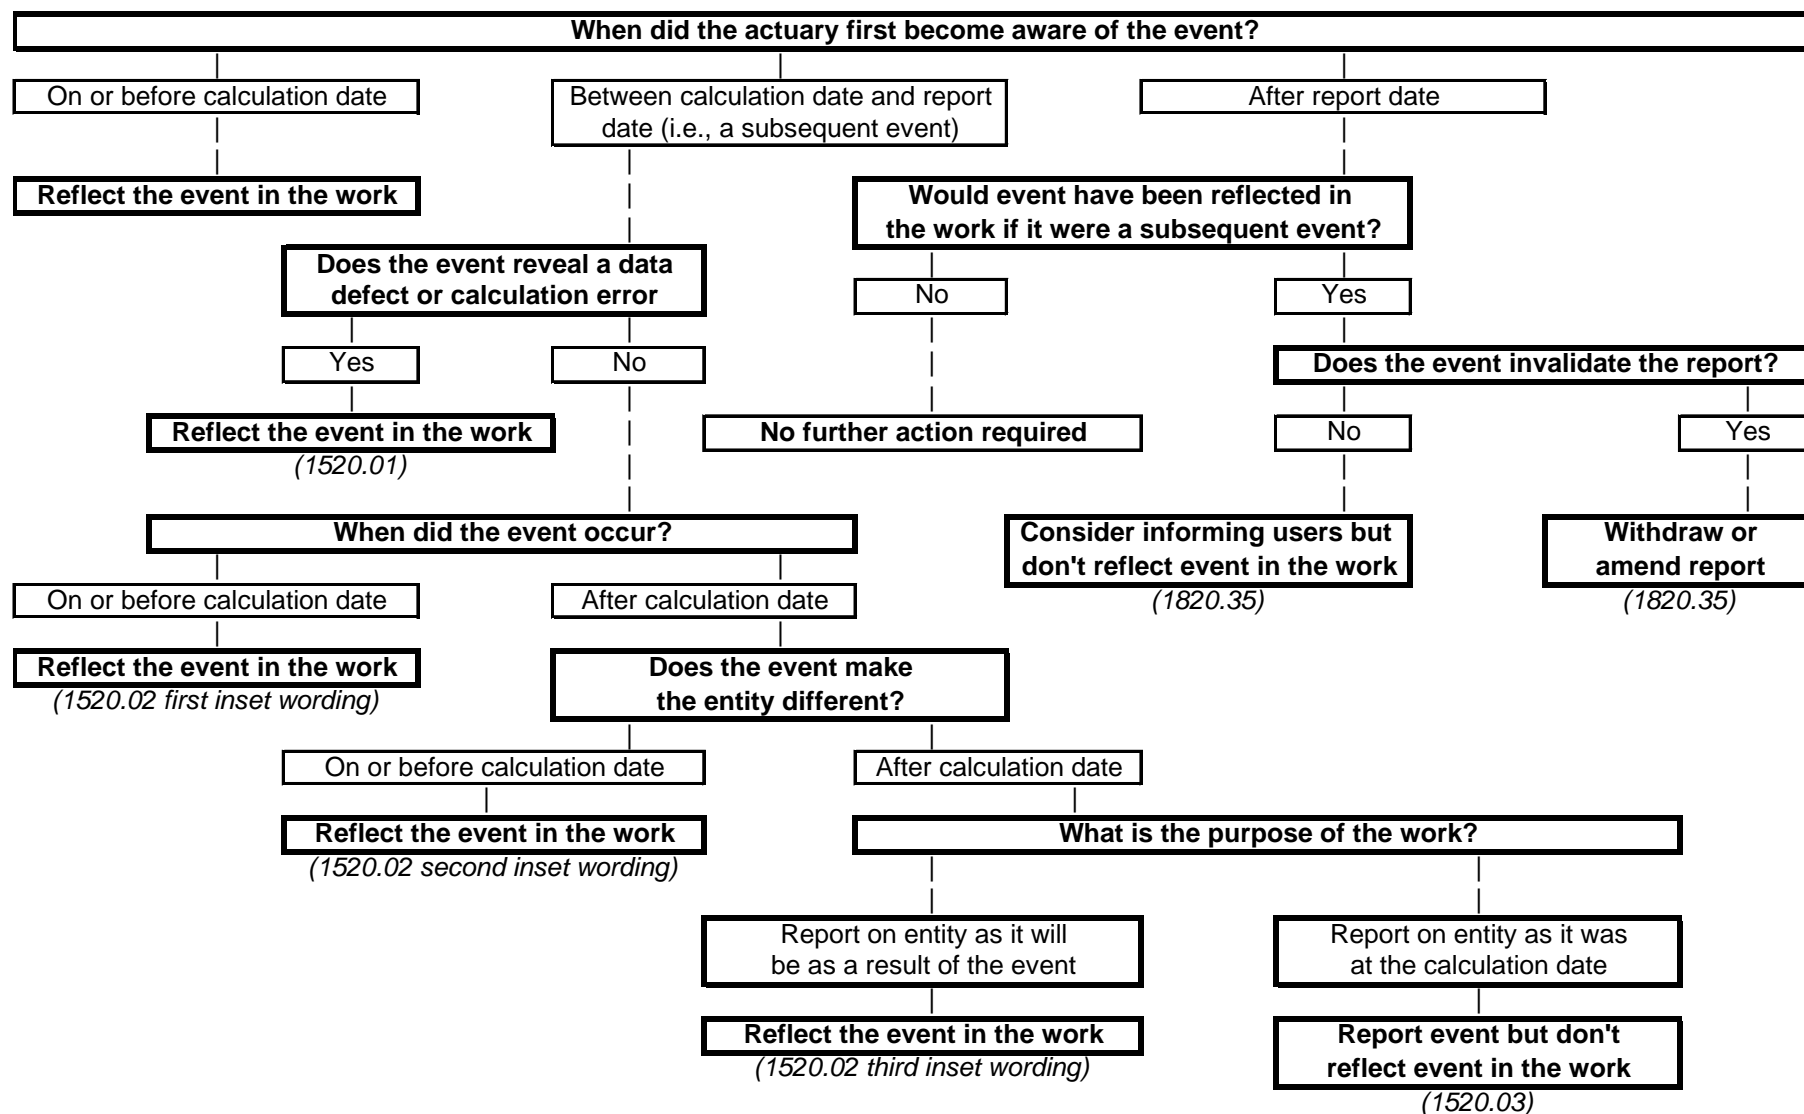 When did the actuary first become aware of the event?
On or before calculation date
Between calculation date and report
date (i.e., a subsequent event)
After report date
Reflect the event in the work
Would event have been reflected in
the work if it were a subsequent event?
Does the event reveal a data
defect or calculation error
No
Yes
Yes
No
Does the event invalidate the report?
Reflect the event in the work
(1520.01)
No further action required
No
Yes
When did the event occur?
Consider informing users but
don't reflect event in the work
(1820.35)
Withdraw or
amend report
(1820.35)
On or before calculation date
After calculation date
Reflect the event in the work
(1520.02 first inset wording)
Does the event make
the entity different?
On or before calculation date
After calculation date
Reflect the event in the work
(1520.02 second inset wording)
What is the purpose of the work?
Report on entity as it will
be as a result of the event
Report on entity as it was
at the calculation date
Reflect the event in the work
(1520.02 third inset wording)
Report event but don't
reflect event in the work
(1520.03)